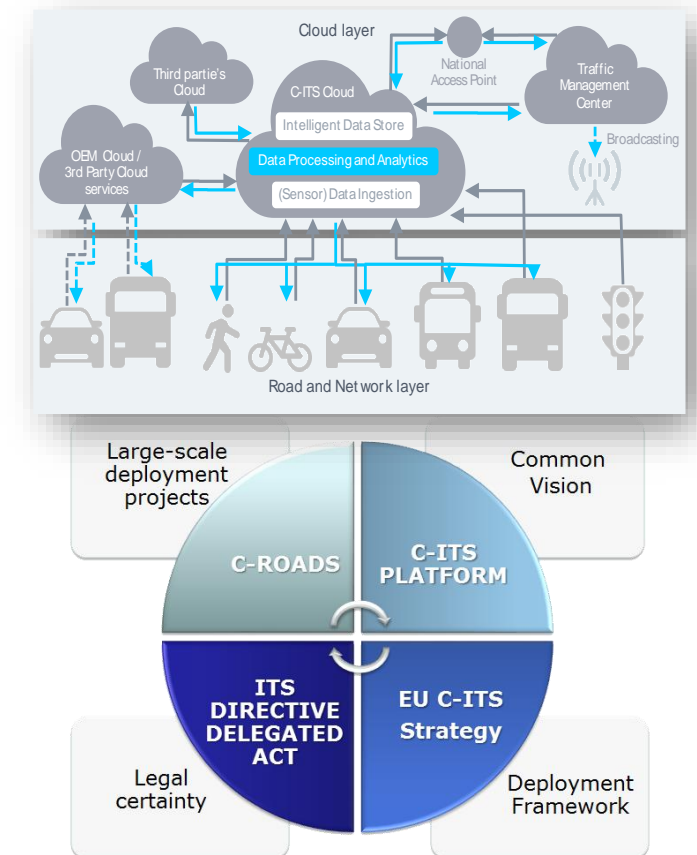 Cloud layer
National
Access Point
Third partie's
Cloud
C-ITS Cloud
Traffic
Management
Center
Intelligent Data Store
Broadcasting
OEM Cloud /
3rd Party Cloud
services
Data Processing and Analytics
(Sensor) Data Ingestion
Road and Network layer
Large-scale
deployment
projects
Common
Vision
C-ROADS
C-ITS
PLATFORM
ITS
DIRECTIVE
DELEGATED
ACT
EU C-ITS
Strategy
Legal
certainty
Deployment
Framework